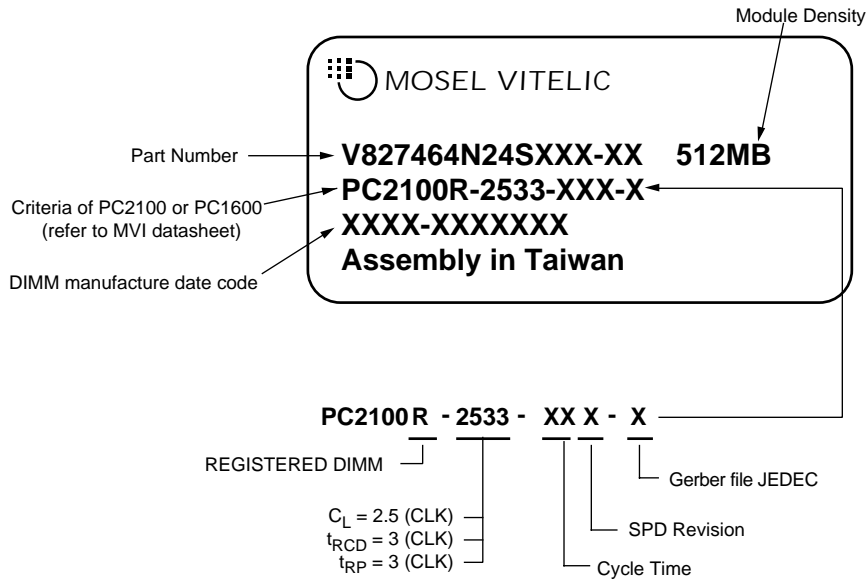 Module Density
MOSEL VITELIC
Part Number
V827464N24SXXX-XX 512MB
Criteria of PC2100 or PC1600
(refer to MVI datasheet)
PC2100R-2533-XXX-X
XXXX-XXXXXXX
DIMM manufacture date code
Assembly in Taiwan
PC2100 R - 2533 - XX X - X
REGISTERED DIMM
Gerber file JEDEC
CL = 2.5 (CLK)
tRCD = 3 (CLK)
tRP = 3 (CLK)
SPD Revision
Cycle Time